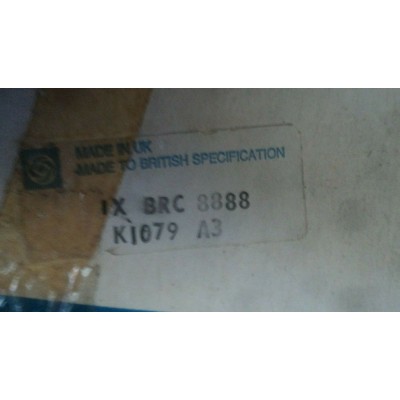 MADE IN UK
MADE TO BRITISH SPECIFICATION
1X BRC 8888
K1079 A3